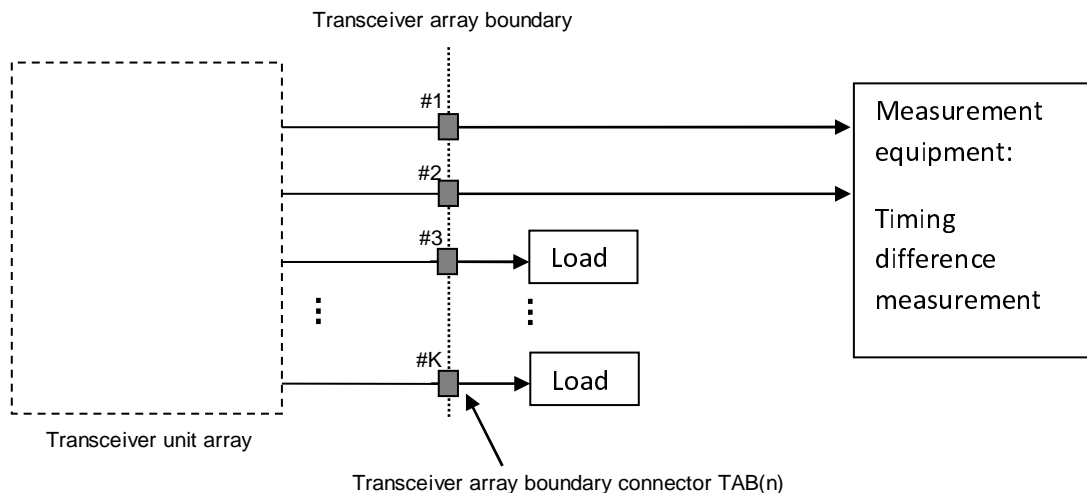 Transceiver array boundary
#1
Measurement
equipment:
#2
Timing
difference
measurement
#3
Load
#K
Load
Transceiver unit array
Transceiver array boundary connector TAB(n)